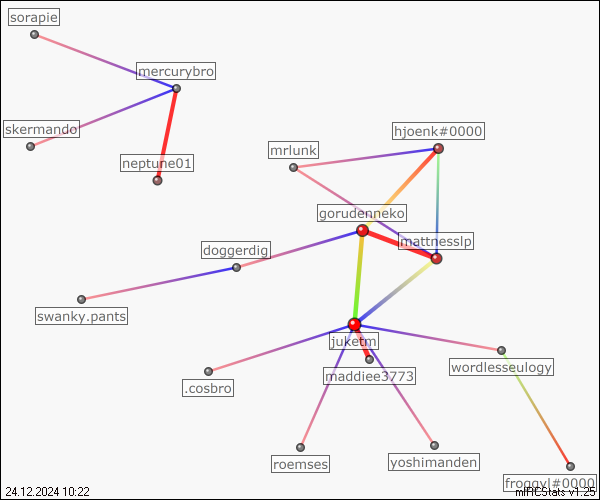 sorapie
mercurybro
skermando
neptune01
hjoenk#0000
mrlunk
gorudenneko
mattnesslp
doggerdig
swanky.pants
juketm
wordlesseulogy
maddiee3773
.cosbro
roemses
yoshimanden
froggyl#0000
24.12.2024 10:22
mIRCStats v1.25